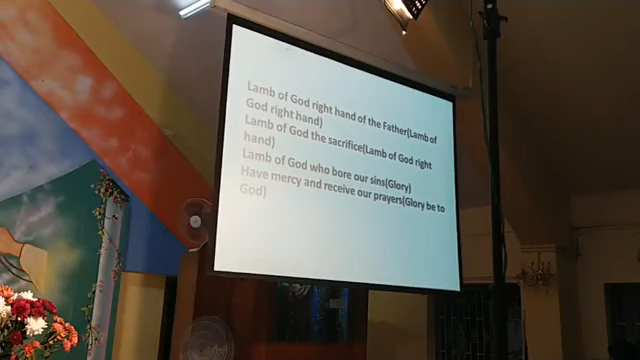 Lamb of God right hand of the Father(Lamb of
God right hand)
Lamb of God the sacrifice(Lamb of God right
hand)
Lamb of God who bore our sins(Glory)
Have mercy and receive our prayers(Glory be to
God)